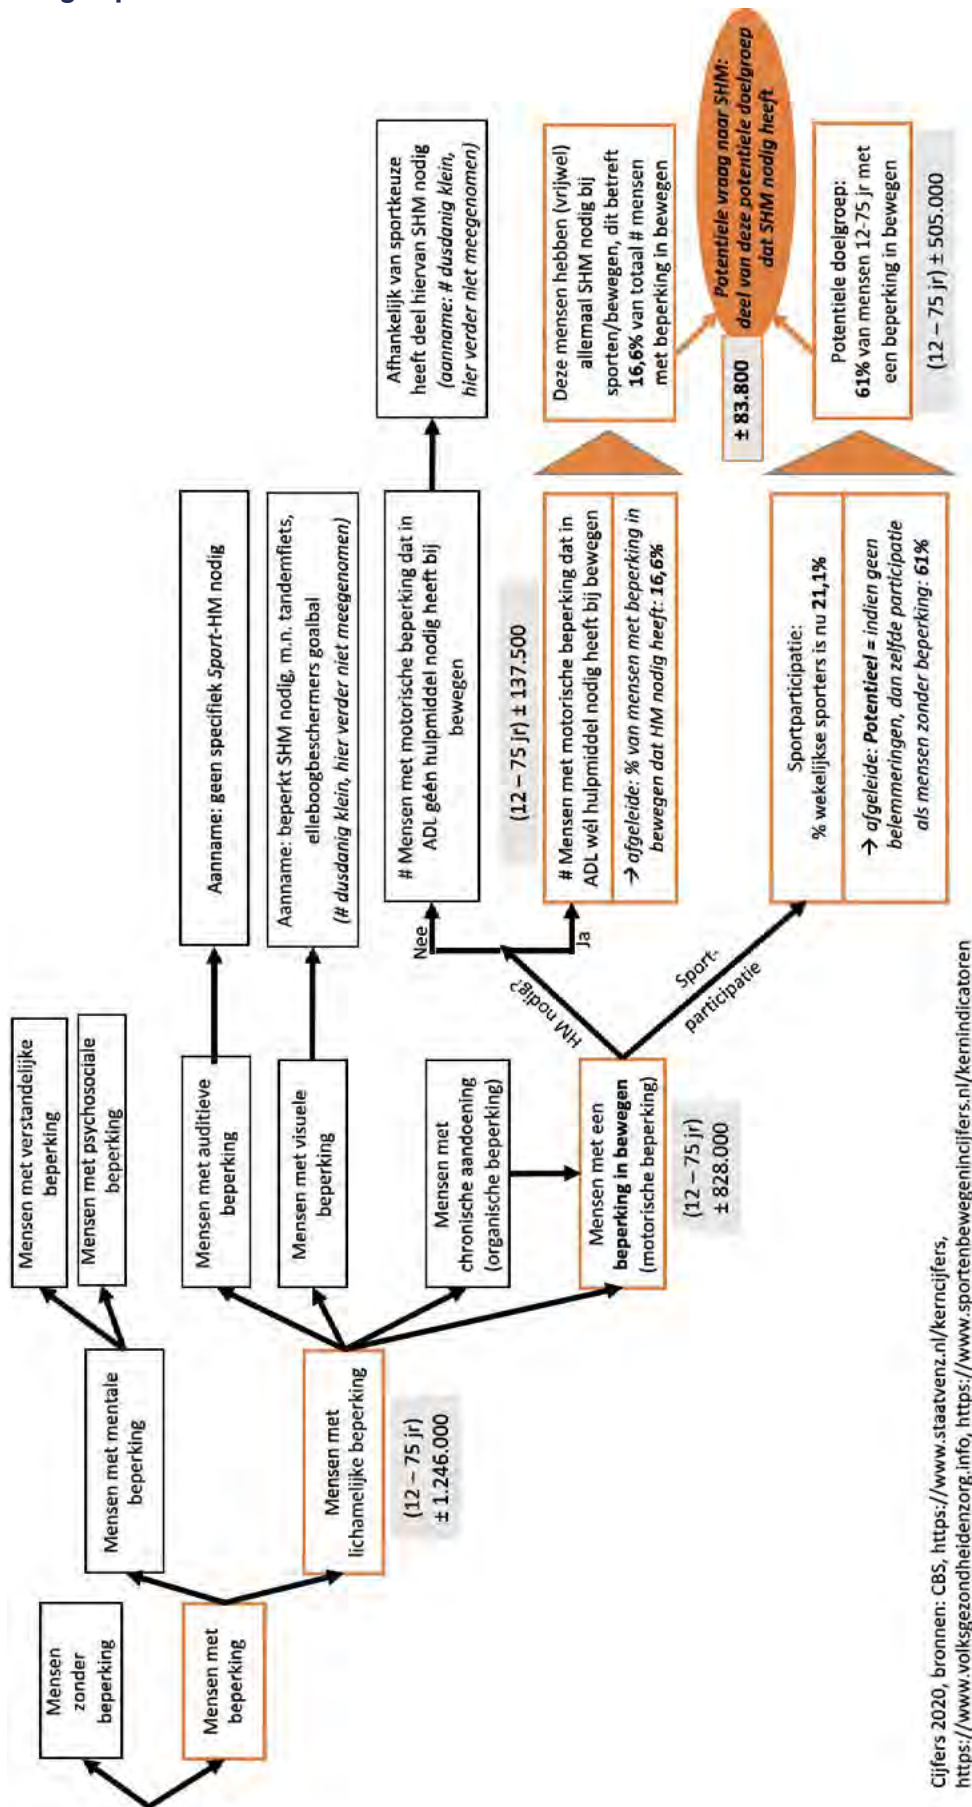 Mensen
zonder
beperking
Mensen met
beperking
Mensen met mentale
beperking
Mensen met
lichamelijke beperking
(12 – 75 jr)
± 1.246.000
Mensen met verstandelijke
beperking
Mensen met psychosociale
beperking
Mensen met auditieve
beperking
Mensen met visuele
beperking
Mensen met
chronische aandoening
(organische beperking)
Mensen met een
beperking in bewegen
(motorische beperking)
(12 – 75 jr)
± 828.000
HM nodig?
Nee
Ja
Sport-
participatie
Aanname: geen specifiek Sport-HM nodig
Aanname: beperkt SHM nodig, m.n. tandemfiets,
elleboogbeschermers goalbal
(# dusdanig klein, hier verder niet meegenomen)
# Mensen met motorische beperking dat in
ADL géén hulpmiddel nodig heeft bij
bewegen
(12 – 75 jr) ± 137.500
# Mensen met motorische beperking dat in
ADL wél hulpmiddel nodig heeft bij bewegen
→ afgeleide: % van mensen met beperking in
bewegen dat HM nodig heeft: 16,6%
Sportparticipatie:
% wekelijkse sporters is nu 21,1%
→ afgeleide: Potentieel = indien geen
belemmeringen, dan zelfde participatie
als mensen zonder beperking: 61%
Afhankelijk van sportkeuze
heeft deel hiervan SHM nodig
(aanname: # dusdanig klein,
hier verder niet meegenomen)
Deze mensen hebben (vrijwel)
allemaal SHM nodig bij
sporten/bewegen, dit betreft
16,6% van totaal # mensen
met beperking in bewegen
± 83.800
Potentiele vraag naar SHM:
deel van deze potentiele doelgroep
dat SHM nodig heeft
Potentiele doelgroep:
61% van mensen 12-75 jr met
een beperking in bewegen
(12 – 75 jr) ± 505.000
Cijfers 2020, bronnen: CBS, https://www.staatvenz.nl/kerncijfers,
https://www.volksgezondheidenzorg.info, https://www.sportenbewegenincijfers.nl/kernindicatoren